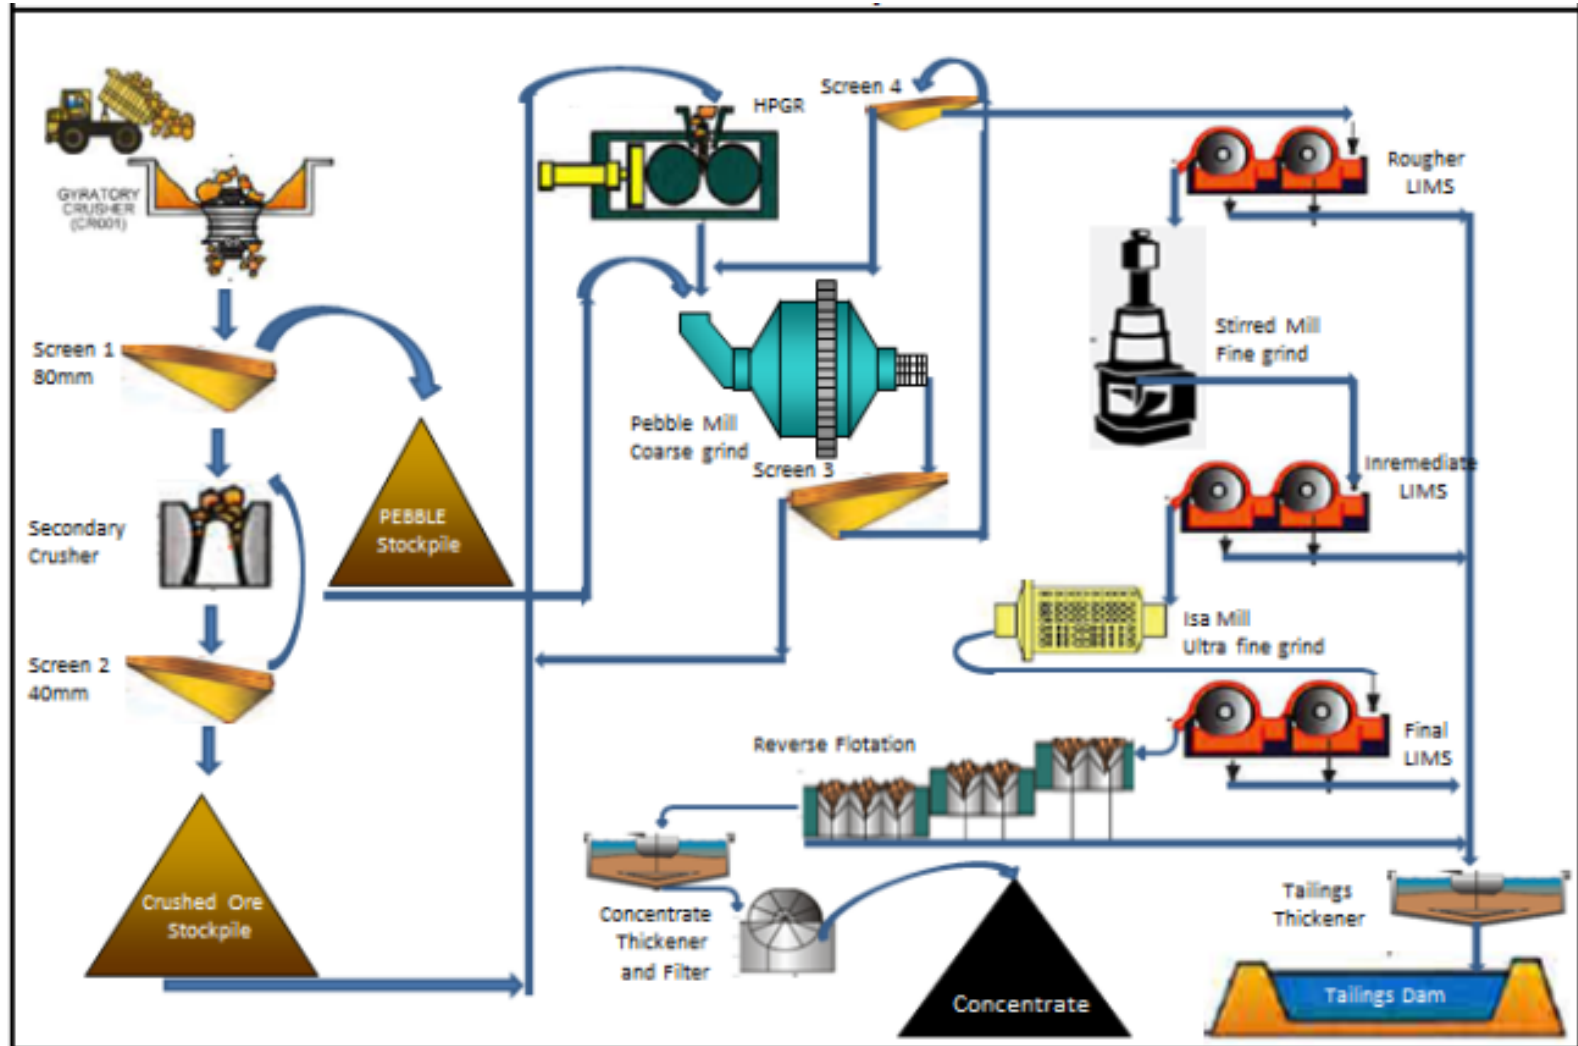 GYRATORY
CRUSHER
(CR001)
Screen 1
80mm
Secondary
Crusher
Screen 2
40mm
PEBBLE
Stockpile
Crushed Ore
Stockpile
HPGR
Screen 4
Pebble Mill
Coarse grind
Screen 3
Rougher
LIMS
Stirred Mill
Fine grind
Inremediate
LIMS
Isa Mill
Ultra fine grind
Final
LIMS
Reverse Flotation
Concentrate
Thickener
and Filter
Concentrate
Tailings
Thickener
Tailings Dam